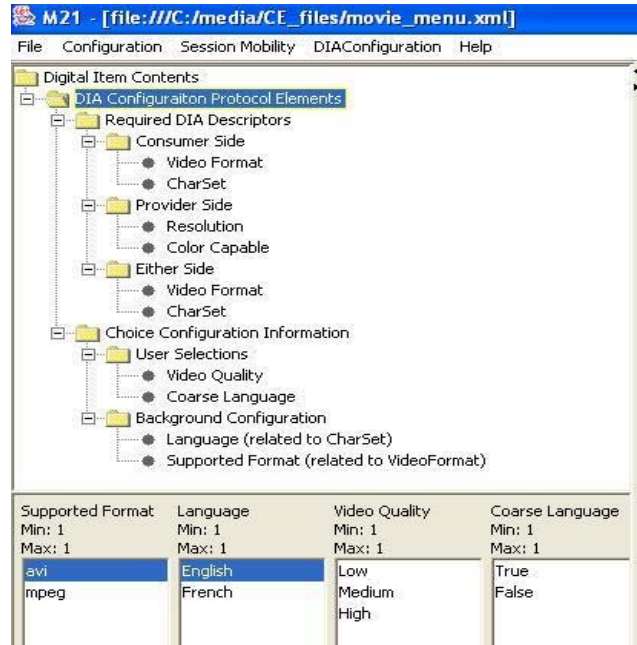 M21 - [file:///C:/media/CE_files/movie_menu.xml]
File Configuration Session Mobility DIAConfiguration Help
Digital Item Contents
DIA Configuraiton Protocol Elements
Required DIA Descriptors
Consumer Side
Video Format
CharSet
Provider Side
Resolution
Color Capable
Either Side
Video Format
CharSet
Choice Configuration Information
User Selections
Video Quality
Coarse Language
Background Configuration
Language (related to CharSet)
Supported Format (related to VideoFormat)
Supported Format Language Video Quality Coarse Language
Min: 1 Min: 1 Min: 1 Min: 1
Max: 1 Max: 1 Max: 1 Max: 1
avi English Low True
mpeg French Medium False
High